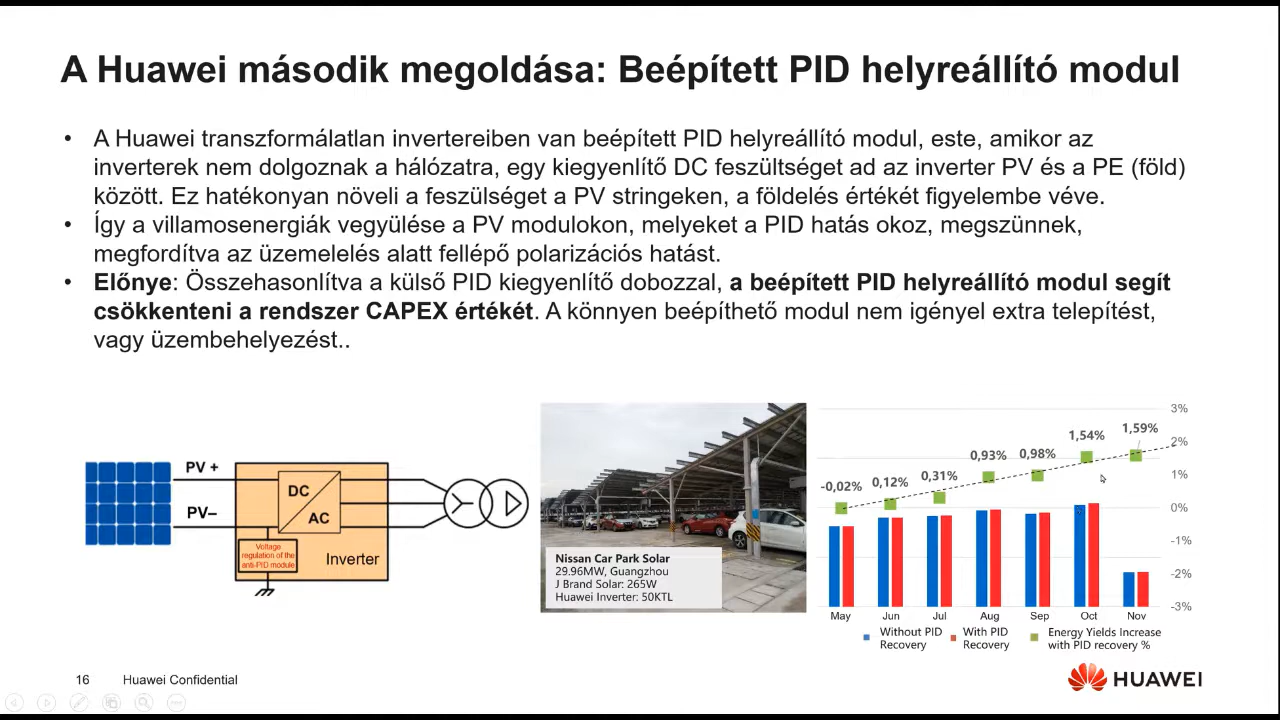 A Huawei második megoldása: Beépített PID helyreállító modul
• A Huawei transzformálatlan invertereiben van beépített PID helyreállító modul, este, amikor az
inverterek nem dolgoznak a hálózatra, egy kiegyenlítő DC feszültséget ad az inverter PV és a PE (föld)
között. Ez hatékonyan növeli a feszülséget a PV stringeken, a földelés értékét figyelembe véve.
• Így a villamosenergiák vegyülése a PV modulokon, melyeket a PID hatás okoz, megszünnek,
megfordítva az üzemelelés alatt fellépő polarizációs hatást.
• Előnye: Összehasonlítva a külső PID kiegyenlítő dobozzal, a beépített PID helyreállító modul segít
csökkenteni a rendszer CAPEX értékét. A könnyen beépíthető modul nem igényel extra telepítést,
vagy üzembehelyezést..
PV +
PV–
DC
AC
Voltage
regulation of the
anti-PID module
Inverter
Nissan Car Park Solar
29.96MW, Guangzhou
J Brand Solar: 265W
Huawei Inverter: 50KTL
-0,02%
0,12%
0,31%
0,93%
0,98%
1,54%
1,59%
3%
2%
1%
0%
-1%
-2%
-3%
May Jun Jul Aug Sep Oct Nov
Without PID
Recovery
With PID
Recovery
Energy Yields Increase
with PID recovery %
16 Huawei Confidential
HUAWEI